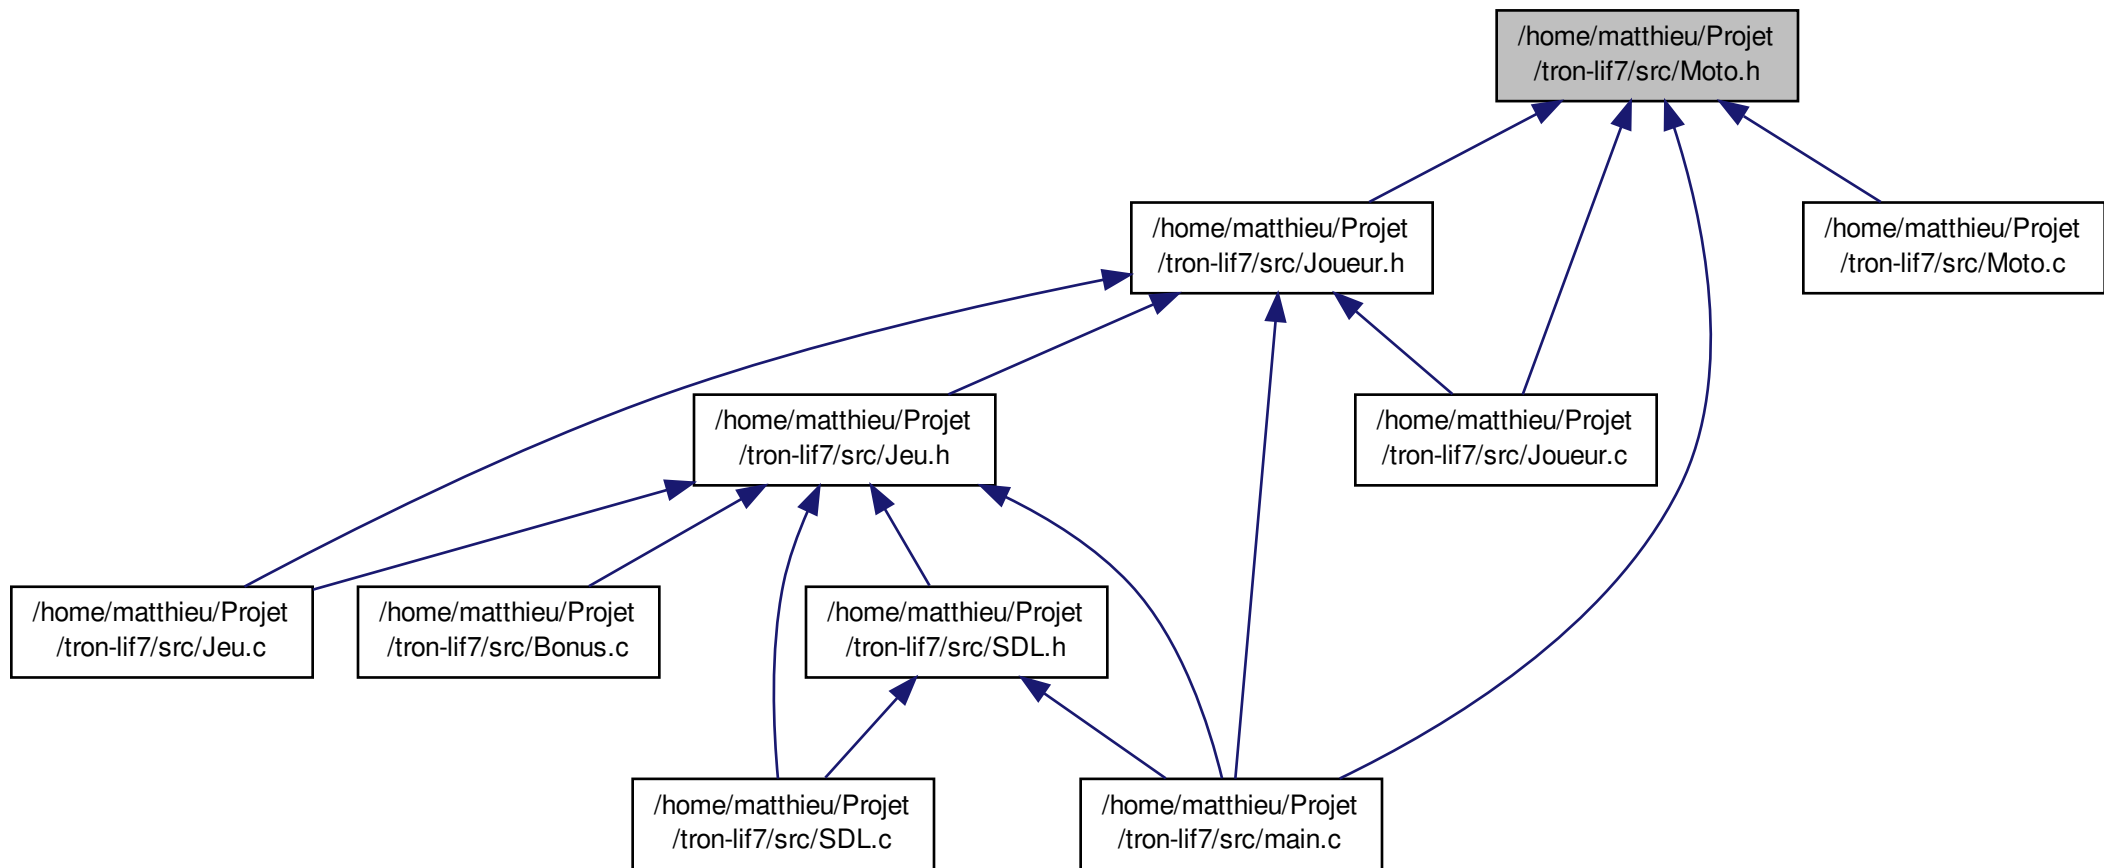 /home/matthieu/Projet
/tron-lif7/src/Moto.h
/home/matthieu/Projet
/tron-lif7/src/Joueur.h
/home/matthieu/Projet
/tron-lif7/src/Moto.c
/home/matthieu/Projet
/tron-lif7/src/Jeu.h
/home/matthieu/Projet
/tron-lif7/src/Joueur.c
/home/matthieu/Projet
/tron-lif7/src/Jeu.c
/home/matthieu/Projet
/tron-lif7/src/Bonus.c
/home/matthieu/Projet
/tron-lif7/src/SDL.h
/home/matthieu/Projet
/tron-lif7/src/SDL.c
/home/matthieu/Projet
/tron-lif7/src/main.c